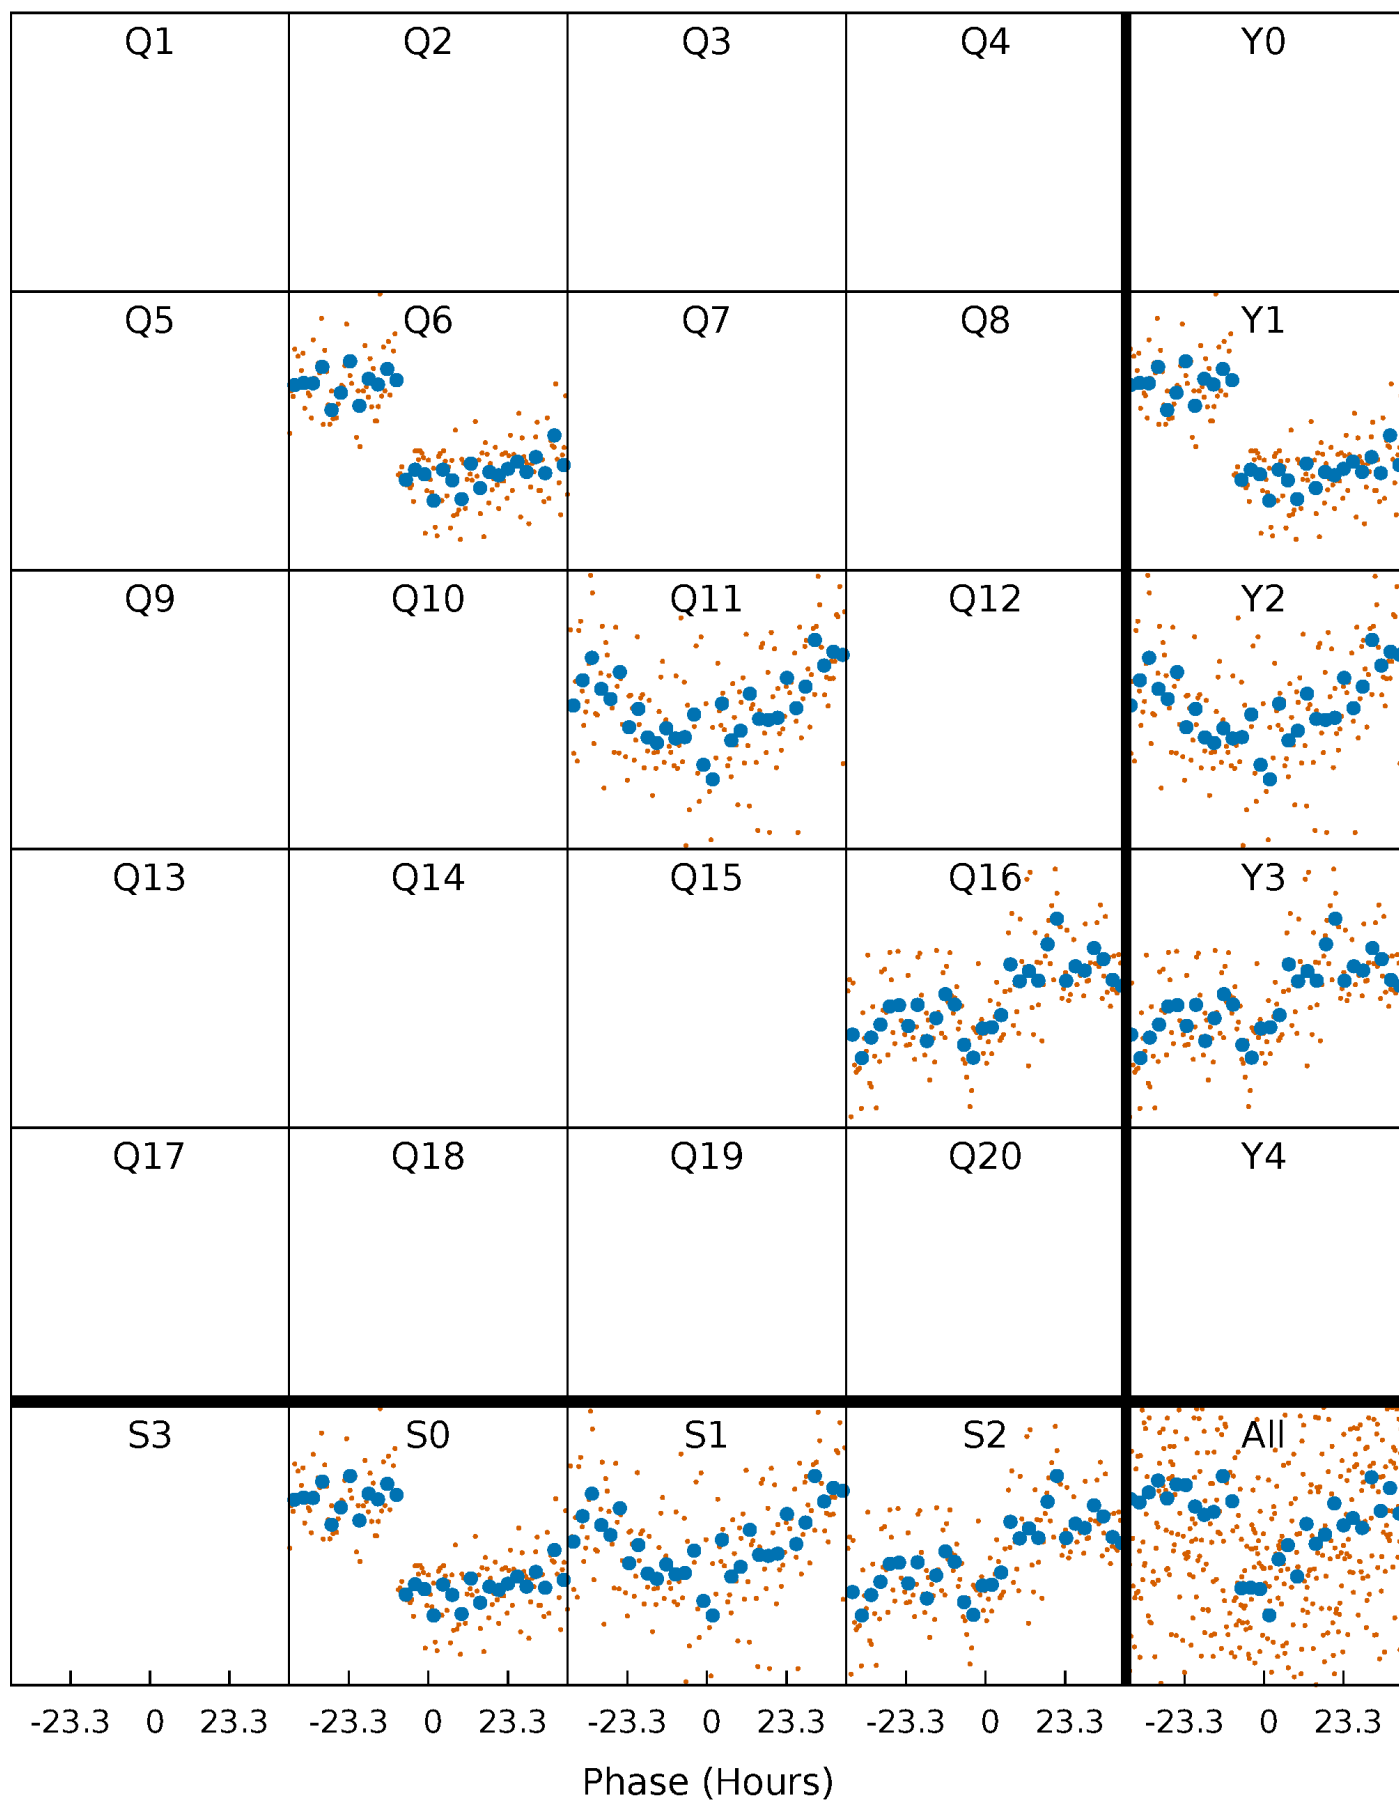 Q1 Q2 Q3 Q4 Y0
Q5 Q6 Q7 Q8 Y1
Q9 Q10 Q11 Q12 Y2
Q13 Q14 Q15 Q16 Y3
Q17 Q18 Q19 Q20 Y4
S3 S0 S1 S2 All
-23.3 0 23.3 -23.3 0 23.3 -23.3 0 23.3 -23.3 0 23.3 -23.3 0 23.3
Phase (Hours)